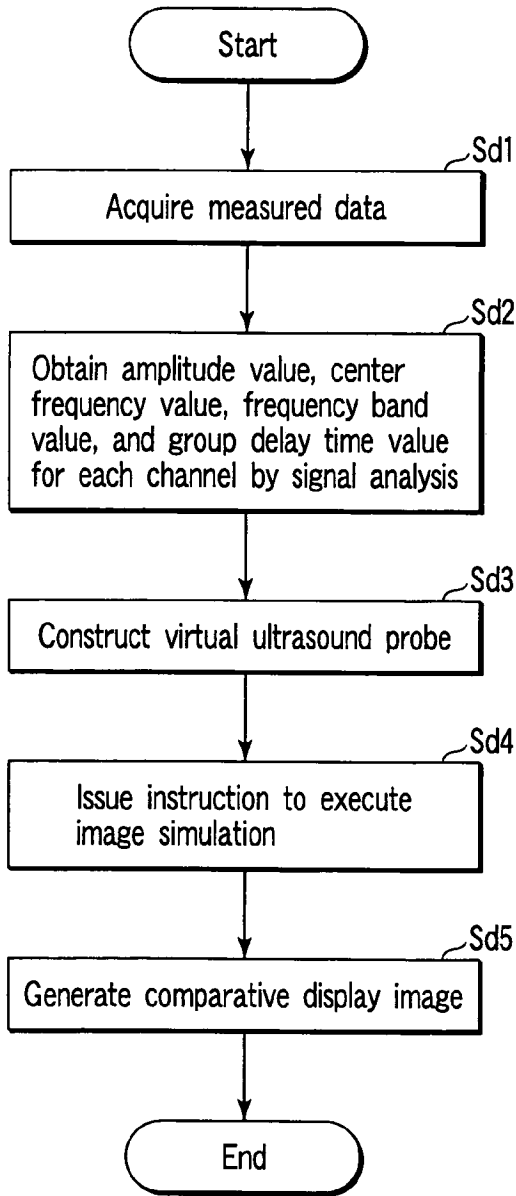 Start
Sd1
Acquire measured data
Sd2
Obtain amplitude value, center
frequency value, frequency band
value, and group delay time value
for each channel by signal analysis
Sd3
Construct virtual ultrasound probe
Sd4
Issue instruction to execute
image simulation
Sd5
Generate comparative display image
End